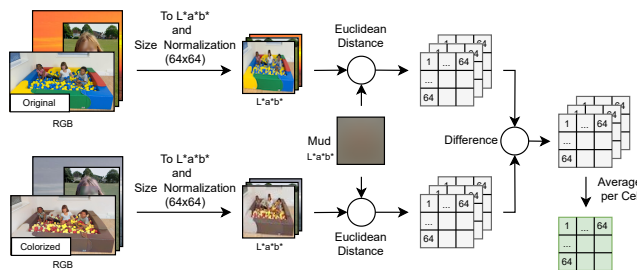 To L*a*b*
and
Size Normalization
(64x64)
Original
RGB
L*a*b*
Euclidean
Distance
1 ... 64
...
64
Mud
L*a*b*
Difference
1 ... 64
...
64
Average
per Ce
1 ... 64
...
64
To L*a*b*
and
Size Normalization
(64x64)
Colorized
RGB
L*a*b*
Euclidean
Distance
1 ... 64
...
64